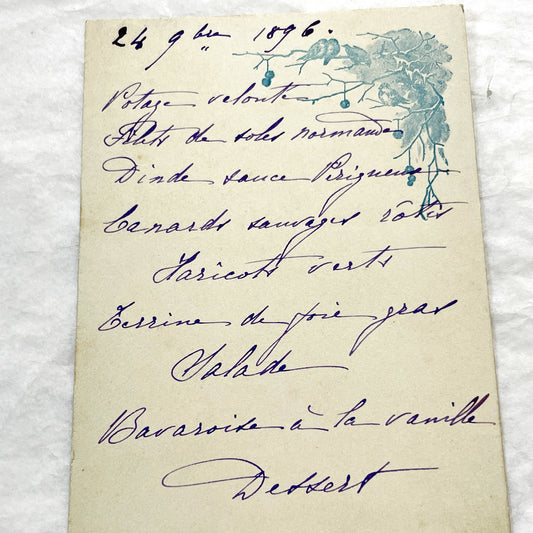 24 9bre 1896.
Potage velouté
Filets de soles normande
Dinde sauce Périgueux
Canards sauvages rôtis
Haricots verts
Terrine de foie gras
Salade
Bavaroise à la vanille
Dessert